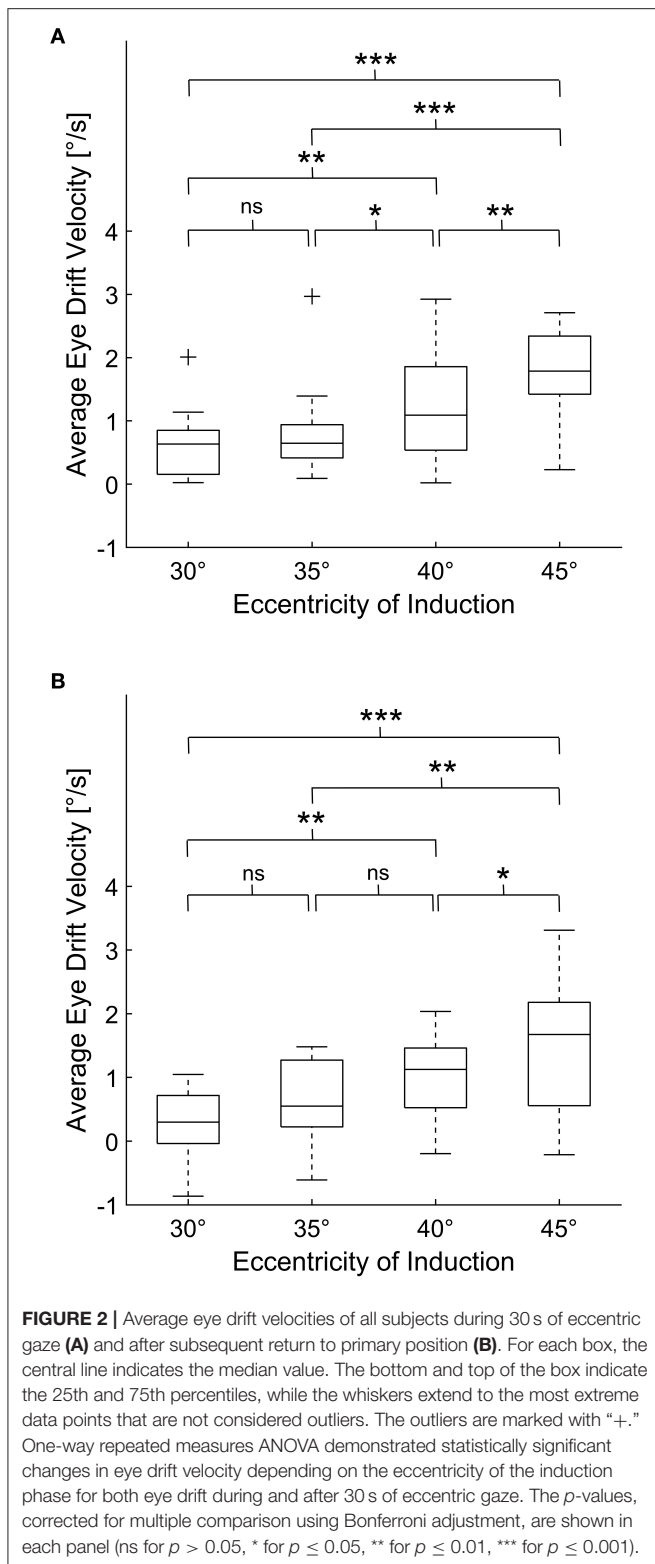 A
***
***
**
ns * **
Average Eye Drift Velocity [°/s]
4
3
2
1
0
-1
+ +
30° 35° 40° 45°
Eccentricity of Induction
B
***
**
**
ns ns *
Average Eye Drift Velocity [°/s]
4
3
2
1
0
-1
30° 35° 40° 45°
Eccentricity of Induction
FIGURE 2 | Average eye drift velocities of all subjects during 30 s of eccentric
gaze (A) and after subsequent return to primary position (B). For each box, the
central line indicates the median value. The bottom and top of the box indicate
the 25th and 75th percentiles, while the whiskers extend to the most extreme
data points that are not considered outliers. The outliers are marked with “+.”
One-way repeated measures ANOVA demonstrated statistically significant
changes in eye drift velocity depending on the eccentricity of the induction
phase for both eye drift during and after 30 s of eccentric gaze. The p-values,
corrected for multiple comparison using Bonferroni adjustment, are shown in
each panel (ns for p > 0.05, * for p ≤ 0.05, ** for p ≤ 0.01, *** for p ≤ 0.001).